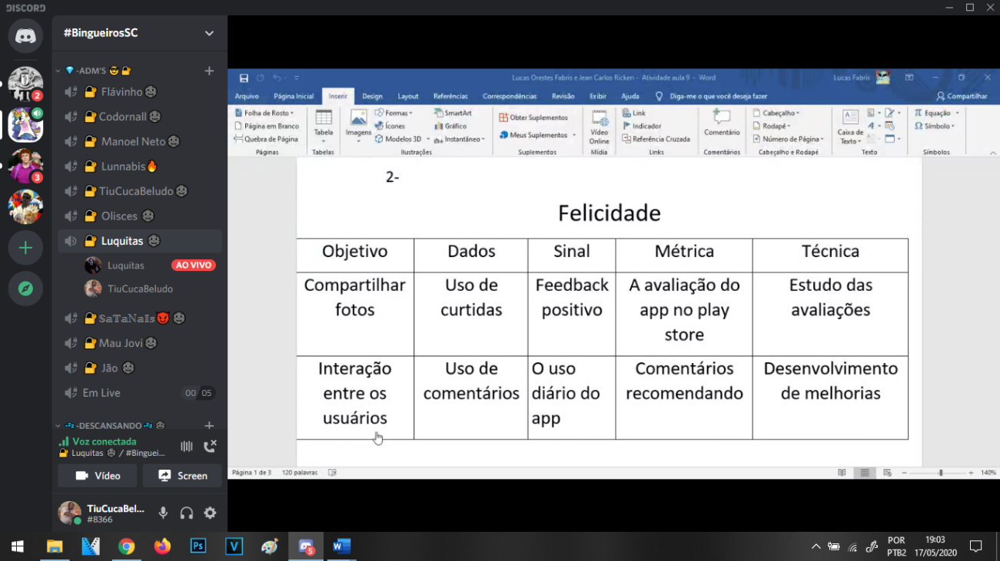 DISCORD
#BingueirosSC
-ADM'S
Flávinho
Codornall
Manoel Neto
Lunnabis
TiuCucaBeludo
Olisces
Luquitas
Luquitas AO VIVO
TiuCucaBeludo
𝕊𝕒𝕋𝕒ℕ𝕒𝕀𝕤
Mau Jovi
Jão
Em Live 00 05
-DESCANSANDO-
Voz conectada
Luquitas / #Binguei...
Vídeo Screen
TiuCucaBel...
#8366
2
3
Lucas Orestes Fabris e Jean Carlos Ricken - Atividade aula 9 - Word Lucas Fabris
Arquivo Página Inicial Inserir Design Layout Referências Correspondências Revisão Exibir Ajuda Diga-me o que você deseja fazer Compartilhar
Folha de Rosto
Página em Branco
Quebra de Página
Páginas
Tabela
Tabelas
Imagens
Formas
Ícones
Modelos 3D
SmartArt
Gráfico
Instantâneo
Ilustrações
Obter Suplementos
Meus Suplementos
Suplementos
Vídeo
Online
Mídia
Link
Indicador
Referência Cruzada
Links
Comentário
Comentários
Cabeçalho
Rodapé
Número de Página
Cabeçalho e Rodapé
Caixa de
Texto
Texto
Equação
Símbolo
Símbolos
2-
Felicidade
Objetivo Dados Sinal Métrica Técnica
Compartilhar Uso de Feedback A avaliação do Estudo das
fotos curtidas positivo app no play avaliações
store
Interação Uso de O uso Comentários Desenvolvimento
entre os comentários diário do recomendando de melhorias
usuários app
Página 1 de 3 120 palavras 140%
Ps V 5
POR 19:03
PTB2 17/05/2020